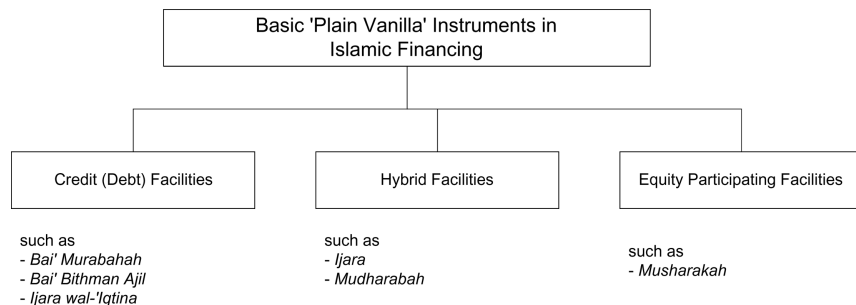 Basic 'Plain Vanilla' Instruments in
Islamic Financing
Credit (Debt) Facilities
such as
- Bai' Murabahah
- Bai' Bithman Ajil
- Ijara wal-'Iqtina
Hybrid Facilities
such as
- Ijara
- Mudharabah
Equity Participating Facilities
such as
- Musharakah